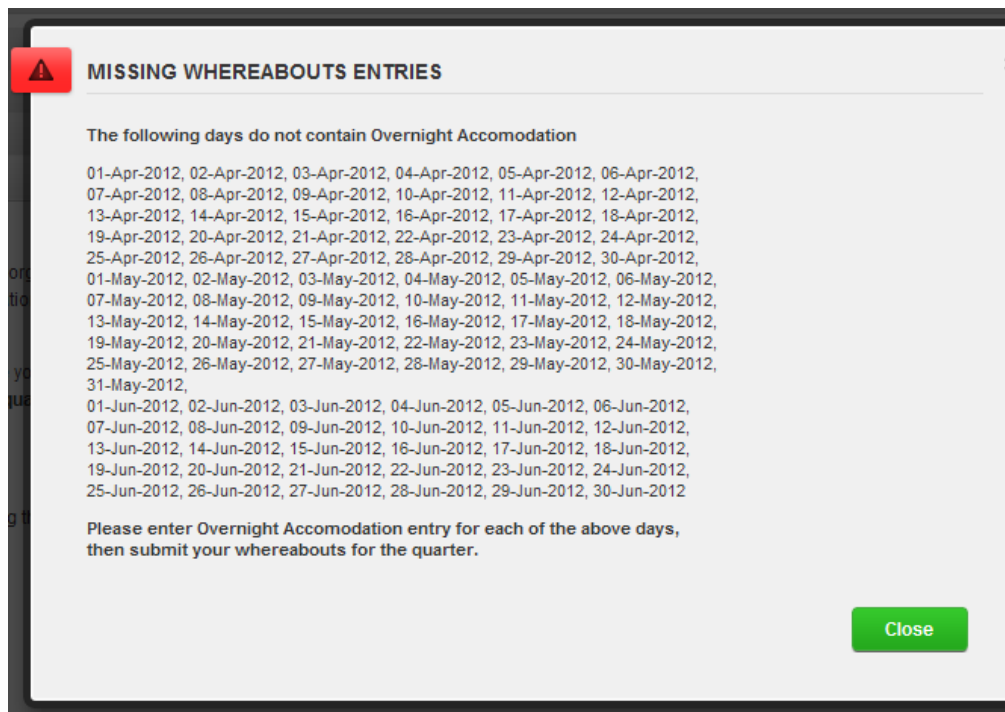 MISSING WHEREABOUTS ENTRIES
The following days do not contain Overnight Accomodation
01-Apr-2012, 02-Apr-2012, 03-Apr-2012, 04-Apr-2012, 05-Apr-2012, 06-Apr-2012,
07-Apr-2012, 08-Apr-2012, 09-Apr-2012, 10-Apr-2012, 11-Apr-2012, 12-Apr-2012,
13-Apr-2012, 14-Apr-2012, 15-Apr-2012, 16-Apr-2012, 17-Apr-2012, 18-Apr-2012,
19-Apr-2012, 20-Apr-2012, 21-Apr-2012, 22-Apr-2012, 23-Apr-2012, 24-Apr-2012,
25-Apr-2012, 26-Apr-2012, 27-Apr-2012, 28-Apr-2012, 29-Apr-2012, 30-Apr-2012,
01-May-2012, 02-May-2012, 03-May-2012, 04-May-2012, 05-May-2012, 06-May-2012,
07-May-2012, 08-May-2012, 09-May-2012, 10-May-2012, 11-May-2012, 12-May-2012,
13-May-2012, 14-May-2012, 15-May-2012, 16-May-2012, 17-May-2012, 18-May-2012,
19-May-2012, 20-May-2012, 21-May-2012, 22-May-2012, 23-May-2012, 24-May-2012,
25-May-2012, 26-May-2012, 27-May-2012, 28-May-2012, 29-May-2012, 30-May-2012,
31-May-2012,
01-Jun-2012, 02-Jun-2012, 03-Jun-2012, 04-Jun-2012, 05-Jun-2012, 06-Jun-2012,
07-Jun-2012, 08-Jun-2012, 09-Jun-2012, 10-Jun-2012, 11-Jun-2012, 12-Jun-2012,
13-Jun-2012, 14-Jun-2012, 15-Jun-2012, 16-Jun-2012, 17-Jun-2012, 18-Jun-2012,
19-Jun-2012, 20-Jun-2012, 21-Jun-2012, 22-Jun-2012, 23-Jun-2012, 24-Jun-2012,
25-Jun-2012, 26-Jun-2012, 27-Jun-2012, 28-Jun-2012, 29-Jun-2012, 30-Jun-2012
Please enter Overnight Accomodation entry for each of the above days,
then submit your whereabouts for the quarter.
Close